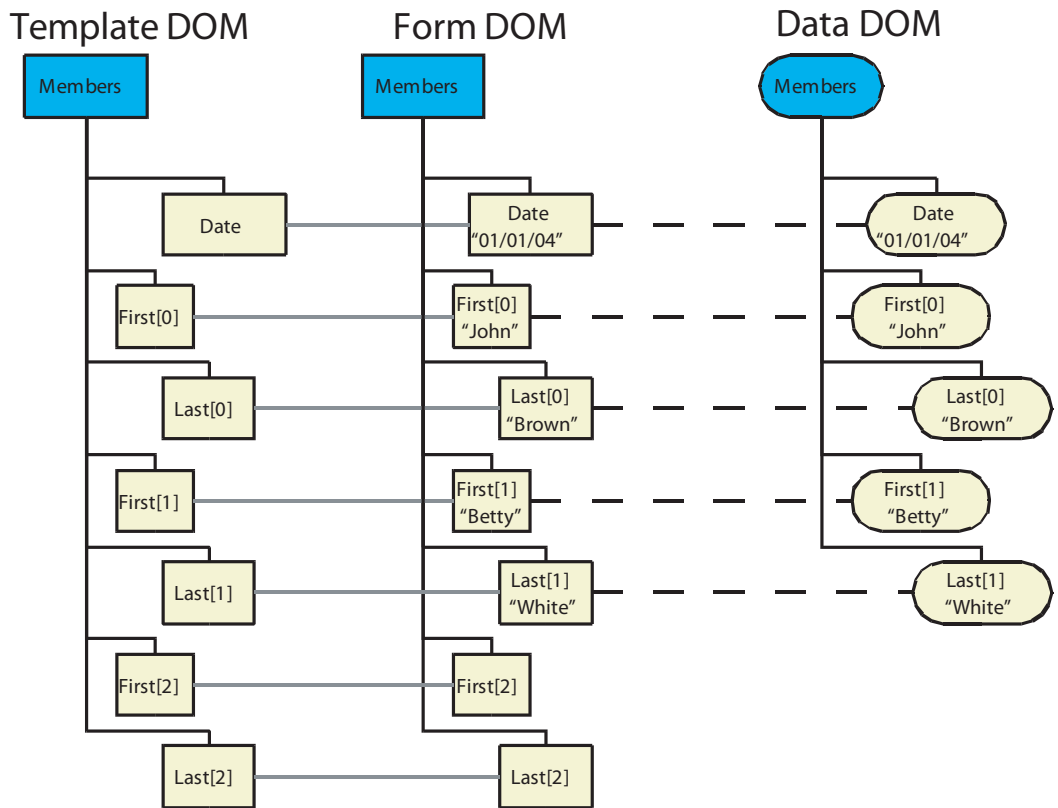 Template DOM Form DOM Data DOM
Members Members Members
Date Date Date
“01/01/04” “01/01/04”
First[0] First[0] First[0]
“John” “John”
Last[0] Last[0] Last[0]
“Brown” “Brown”
First[1] First[1] First[1]
“Betty” “Betty”
Last[1] Last[1] Last[1]
“White” “White”
First[2] First[2]
Last[2] Last[2]